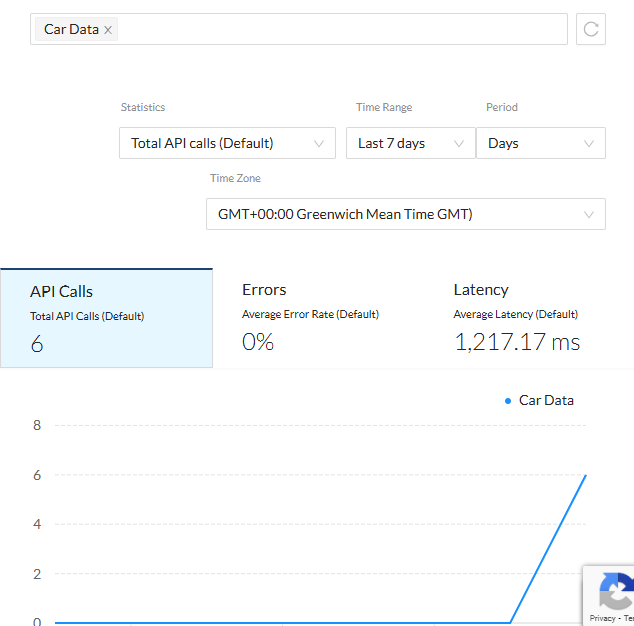 Car Data
Statistics
Time Range
Period
Total API calls (Default)
Last 7 days
Days
Time Zone
GMT+00:00 Greenwich Mean Time GMT)
API Calls
Total API Calls (Default)
6
Errors
Average Error Rate (Default)
0%
Latency
Average Latency (Default)
1,217.17 ms
Car Data
8
6
4
2
0
Privacy - Te